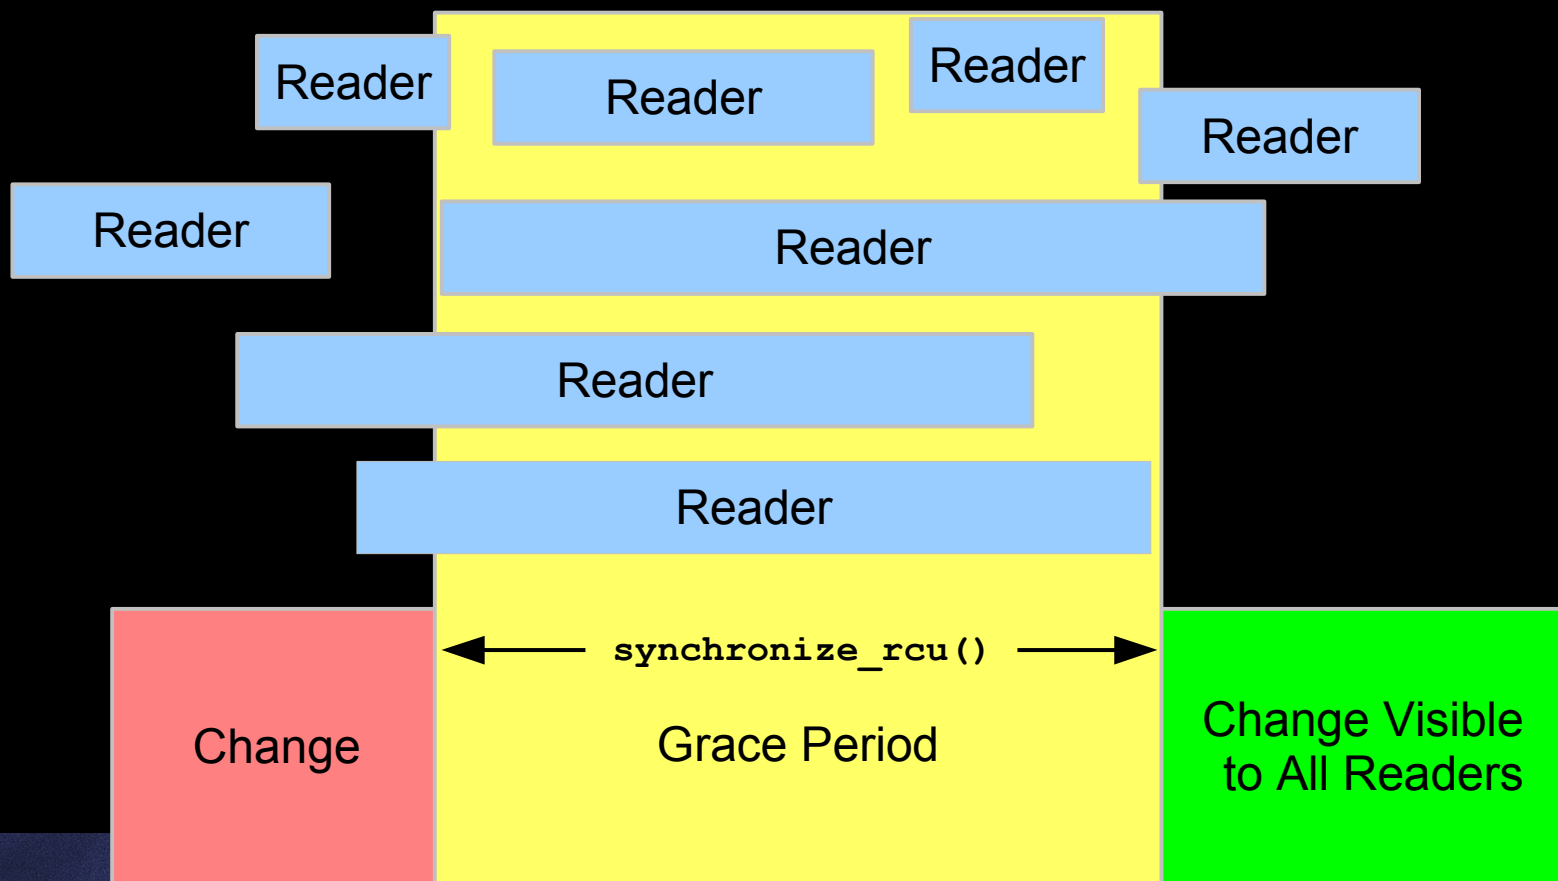 Reader
Reader
Reader
Reader
Reader
Reader
Reader
Reader
synchronize_rcu()
Change
Grace Period
Change Visible
to All Readers